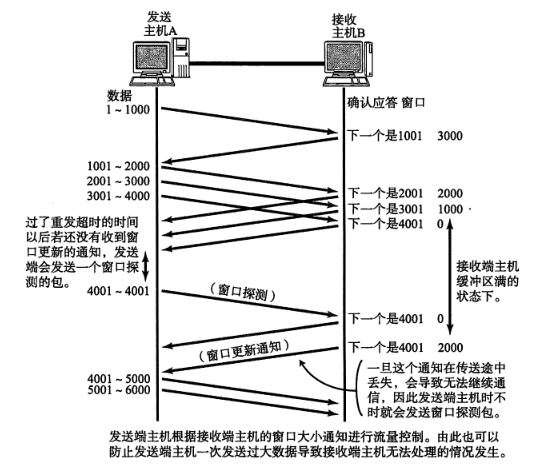 发送
主机A
接收
主机B
数据
确认应答 窗口
1~1000
下一个是1001 3000
1001~2000
2001~3000
3001~4000
下一个是2001 2000
下一个是3001 1000
下一个是4001 0
过了重发超时的时间
以后若还没有收到窗
口更新的通知，发送
端会发送一个窗口探
测的包。
接收端主机
缓冲区满的
状态下。
4001~4001
（窗口探测）
下一个是4001 0
（窗口更新通知）
下一个是4001 2000
一旦这个通知在传送途中
丢失，会导致无法继续通
信，因此发送端主机时不
时就会发送窗口探测包。
4001~5000
5001~6000
发送端主机根据接收端主机的窗口大小通知进行流量控制。由此也可以
防止发送端主机一次发送过大数据导致接收端主机无法处理的情况发生。